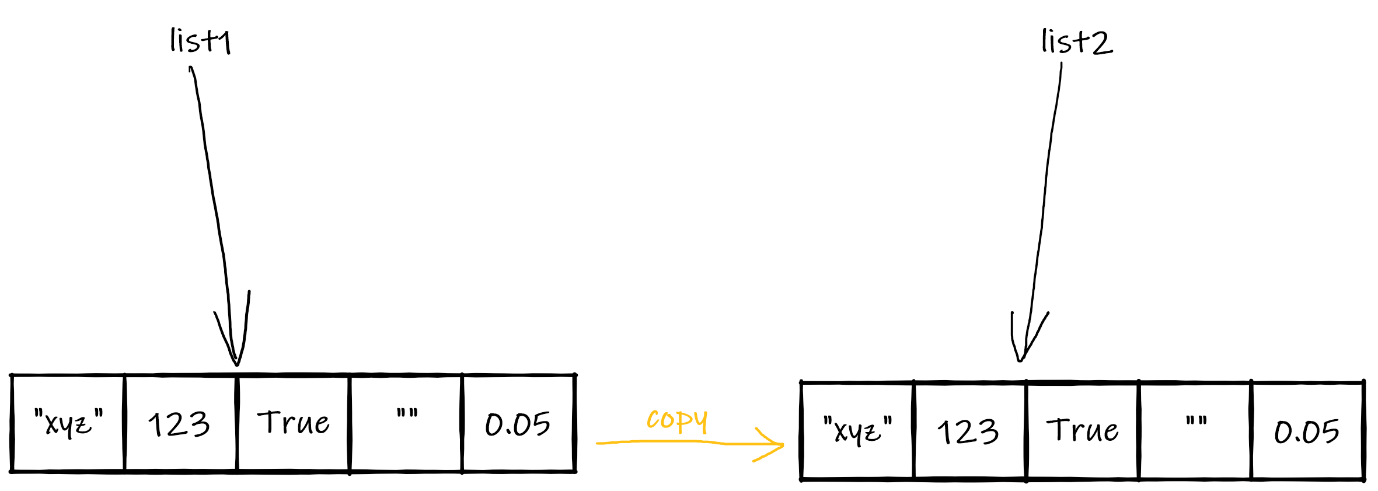 list1
list2
"xyz" 123 True "" 0.05
copy
"xyz" 123 True "" 0.05